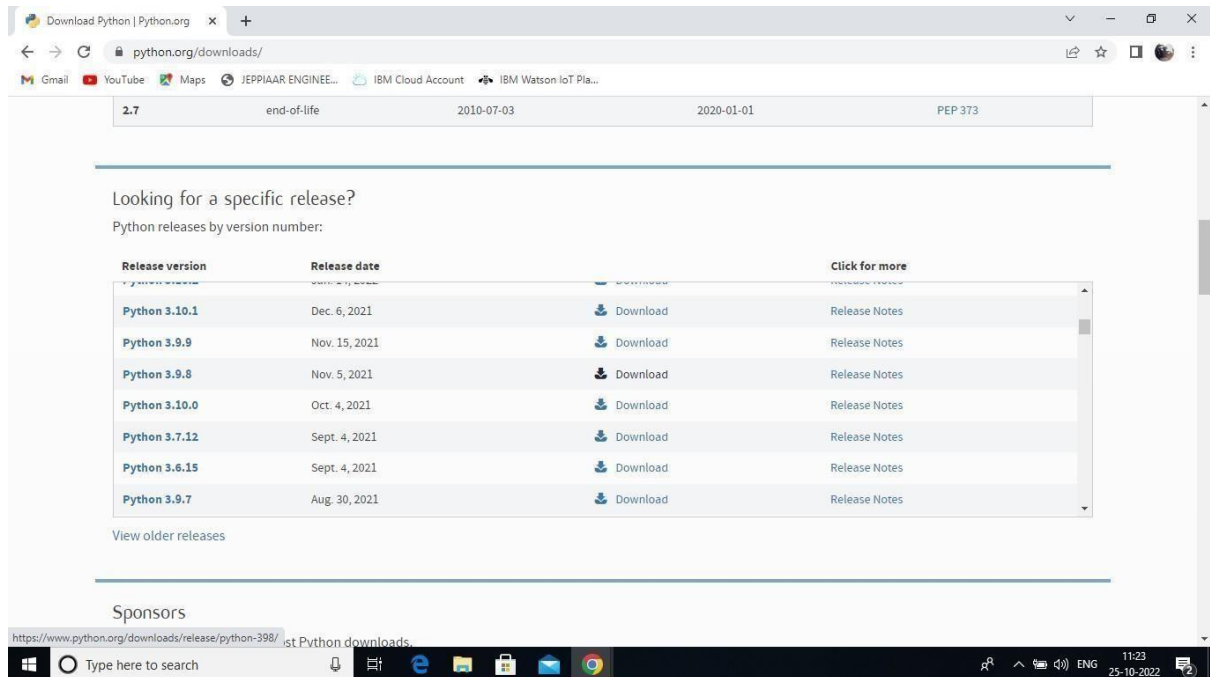 Download Python | Python.org
python.org/downloads/
Gmail YouTube Maps JEPPIAAR ENGINEE... IBM Cloud Account IBM Watson IoT Pla...
2.7 end-of-life 2010-07-03 2020-01-01 PEP 373
Looking for a specific release?
Python releases by version number:
Release version Release date Click for more
Python 3.10.1 Dec. 6, 2021 Download Release Notes
Python 3.9.9 Nov. 15, 2021 Download Release Notes
Python 3.9.8 Nov. 5, 2021 Download Release Notes
Python 3.10.0 Oct. 4, 2021 Download Release Notes
Python 3.7.12 Sept. 4, 2021 Download Release Notes
Python 3.6.15 Sept. 4, 2021 Download Release Notes
Python 3.9.7 Aug. 30, 2021 Download Release Notes
View older releases
Sponsors
https://www.python.org/downloads/release/python-398/ st Python downloads.
Type here to search ENG 11:23
25-10-2022 2